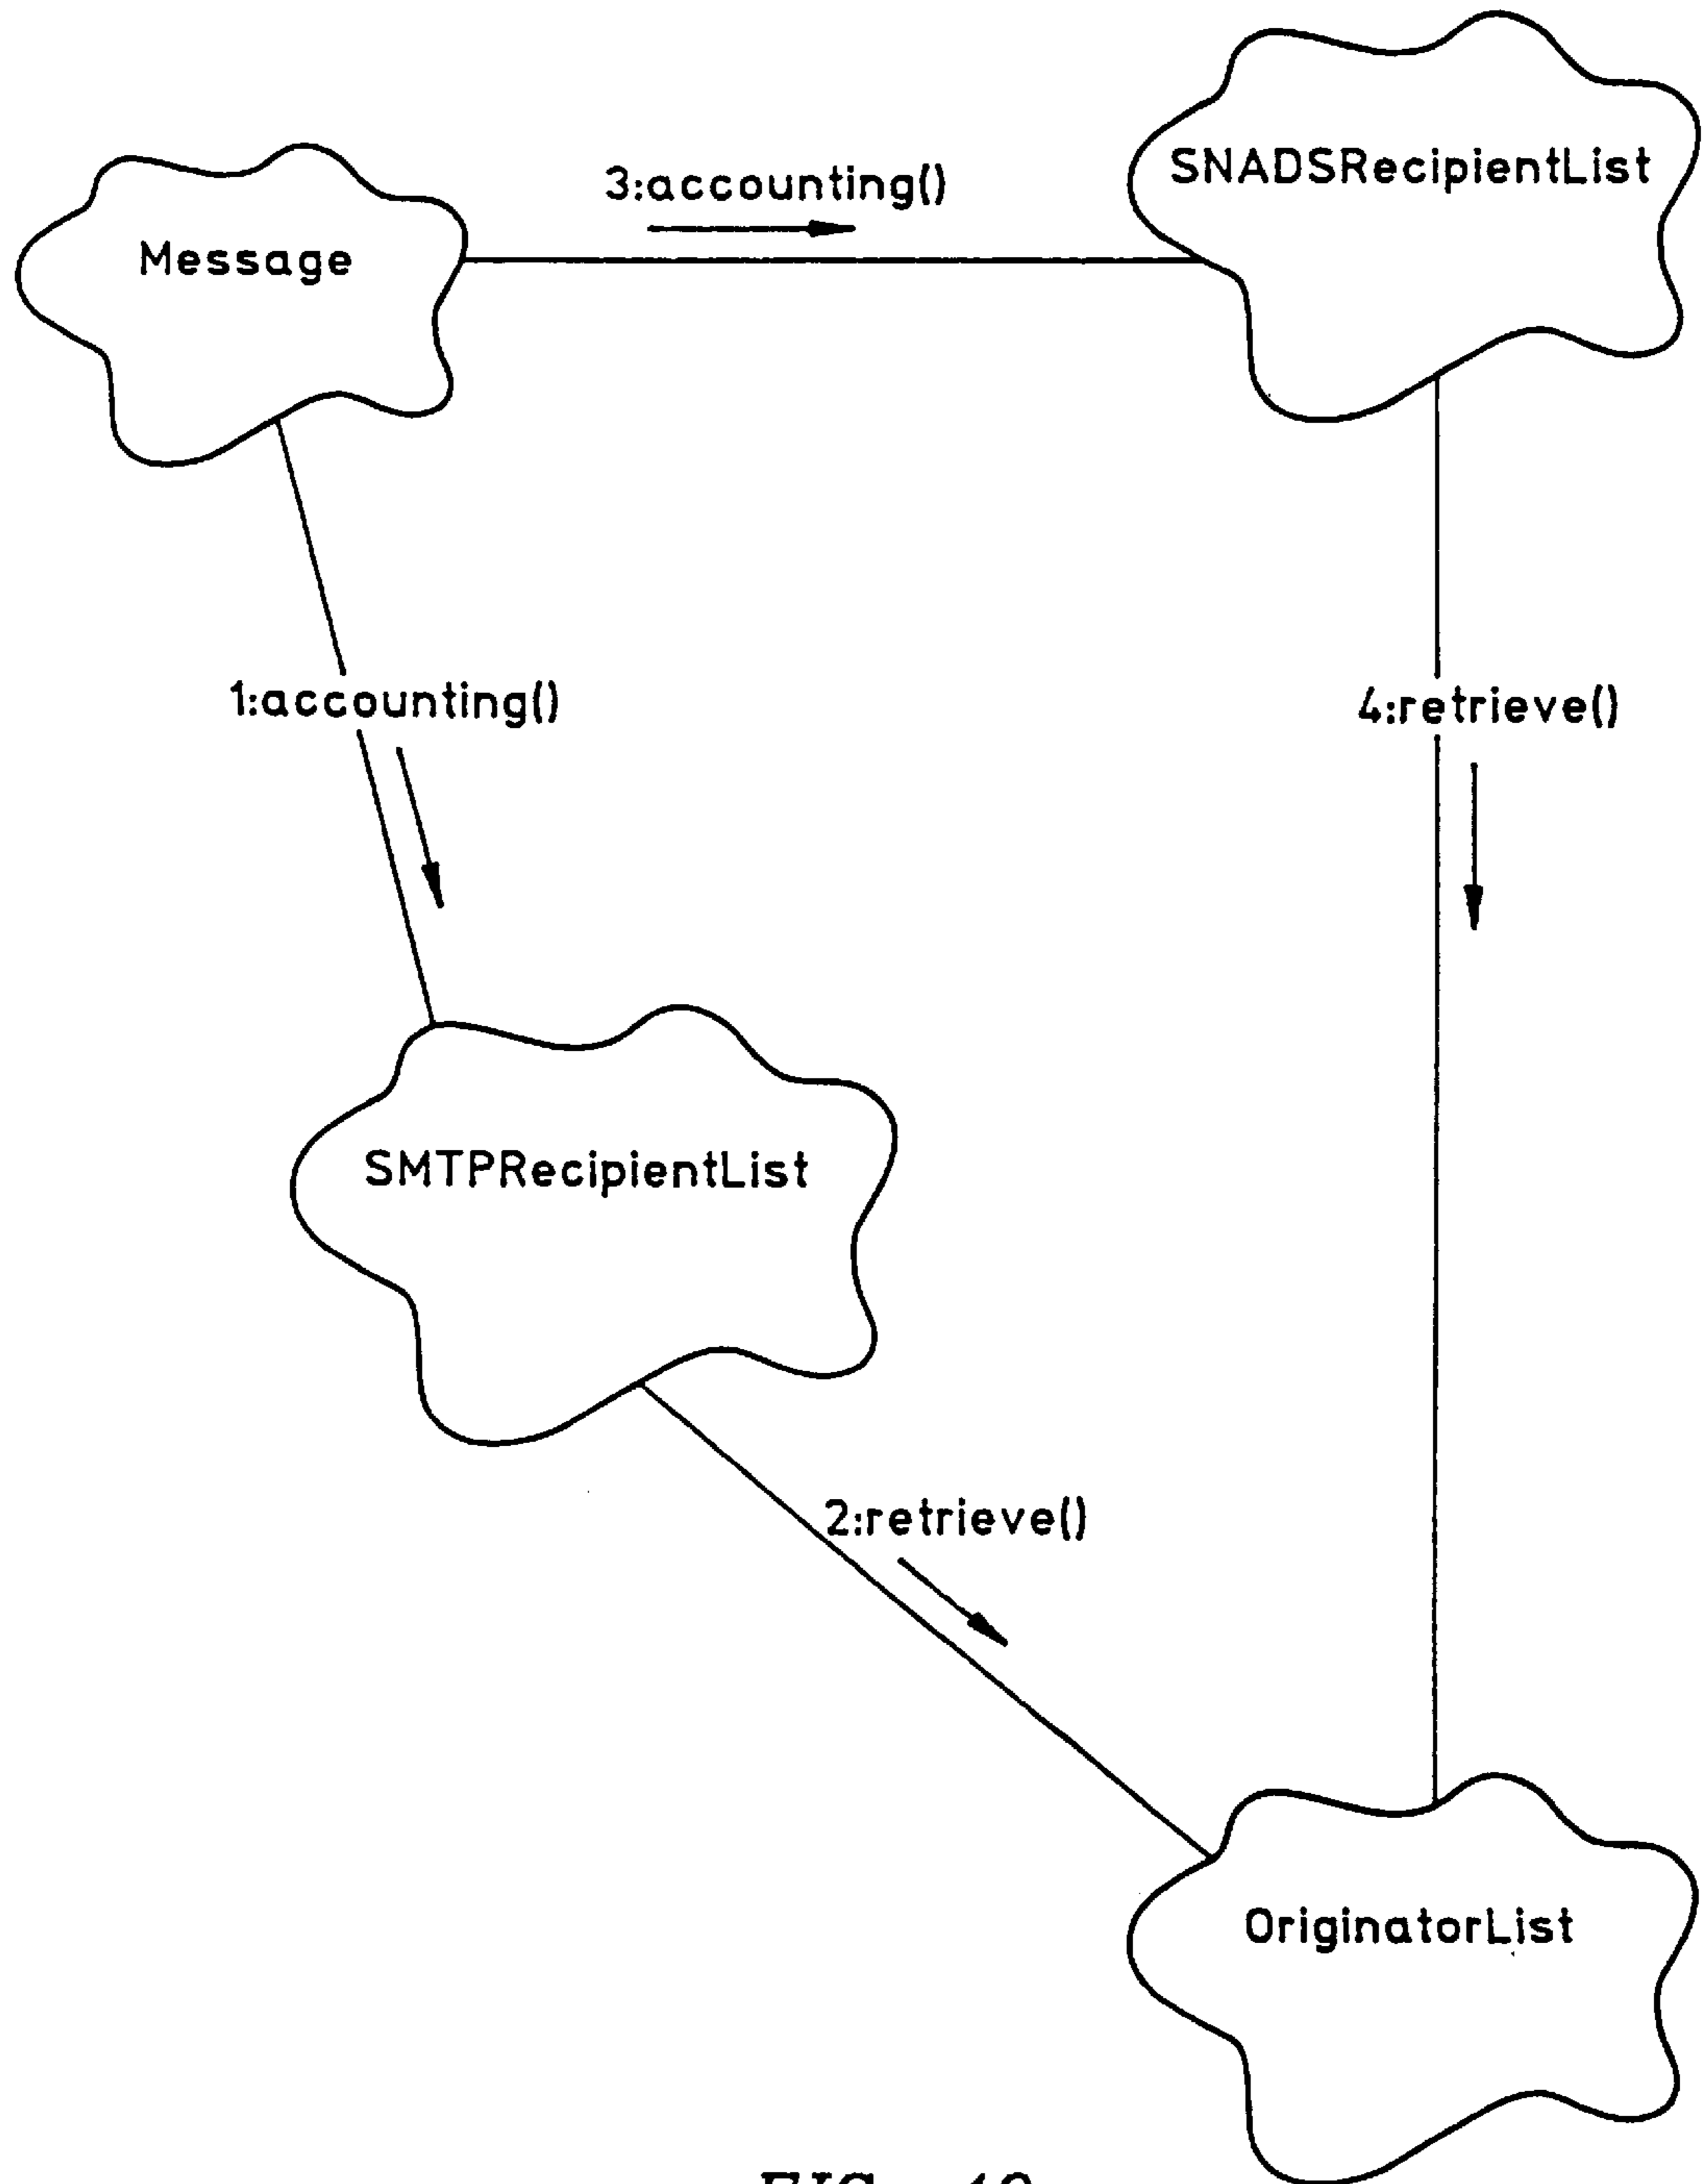 SNADSRecipientList
3:accounting()
Message
1:accounting()
4:retrieve()
SMTPRecipientList
2:retrieve()
OriginatorList